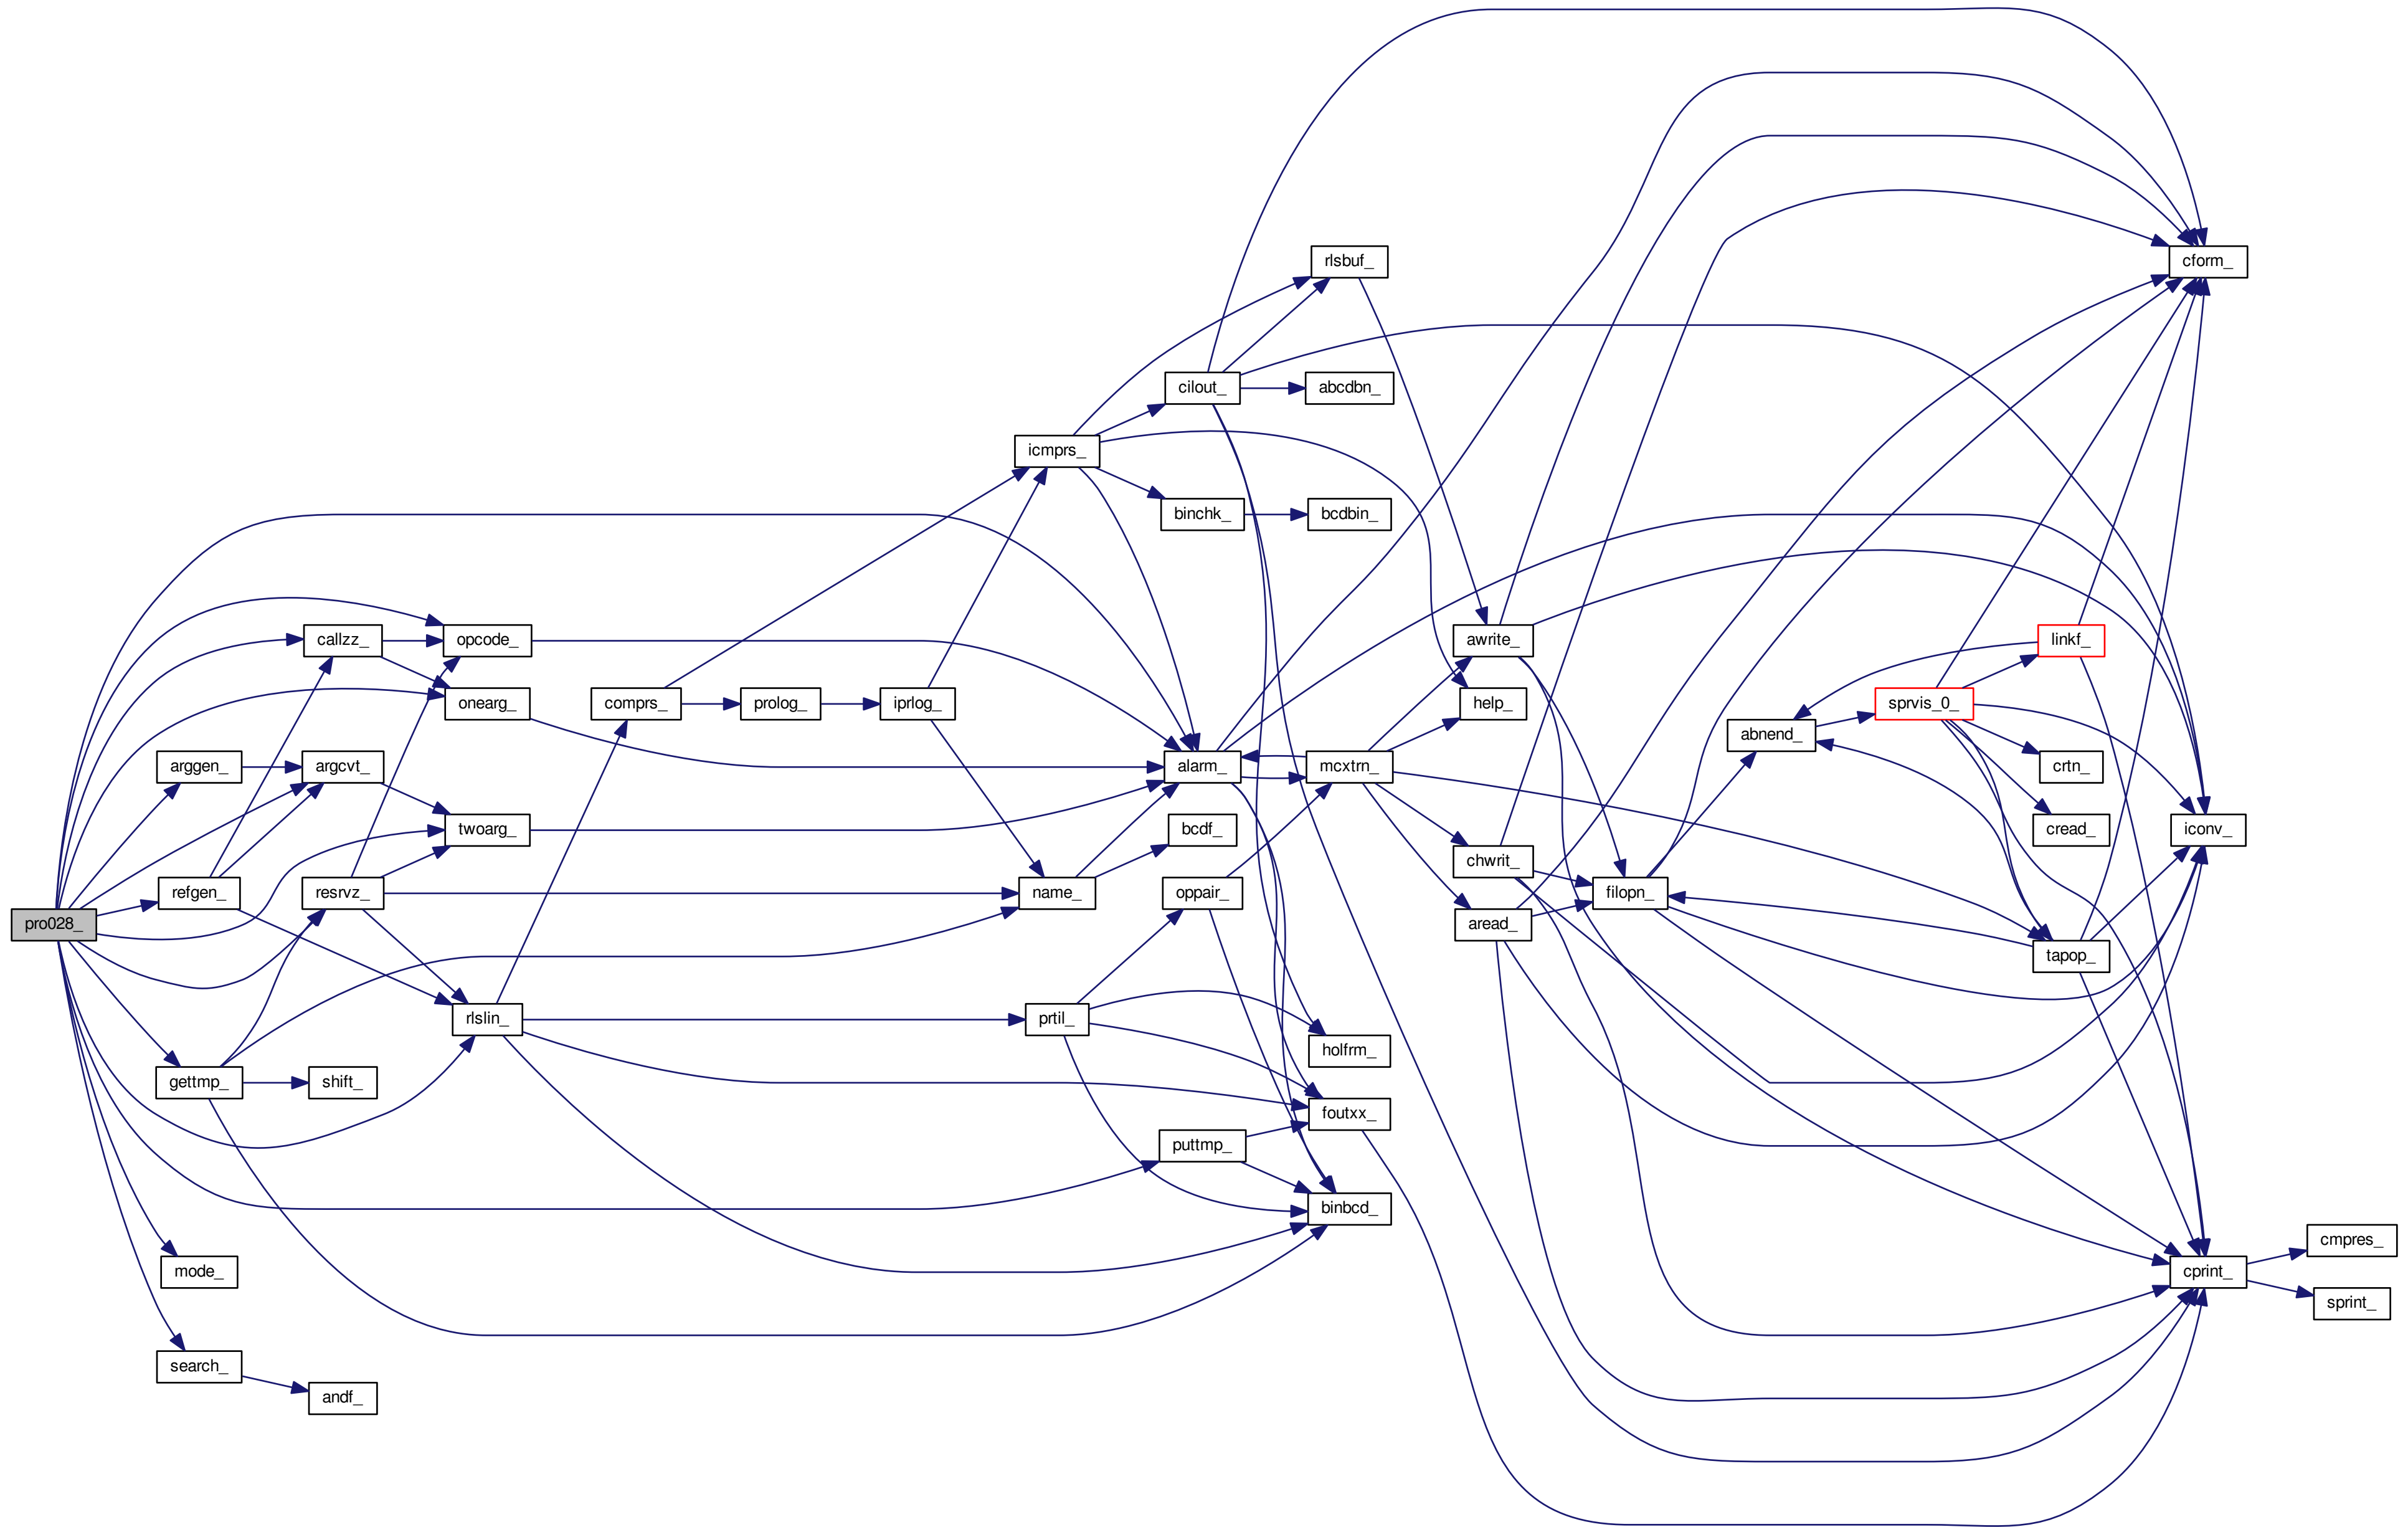 rlsbuf_
cform_
cilout_
abcdbn_
icmprs_
binchk_
bcdbin_
callzz_
opcode_
awrite_
linkf_
onearg_
comprs_
prolog_
iprlog_
help_
sprvis_0_
abnend_
arggen_
argcvt_
alarm_
mcxtrn_
crtn_
twoarg_
bcdf_
cread_
iconv_
chwrit_
refgen_
resrvz_
name_
oppair_
filopn_
pro028_
aread_
tapop_
rlslin_
prtil_
holfrm_
gettmp_
shift_
foutxx_
puttmp_
binbcd_
cmpres_
mode_
cprint_
sprint_
search_
andf_